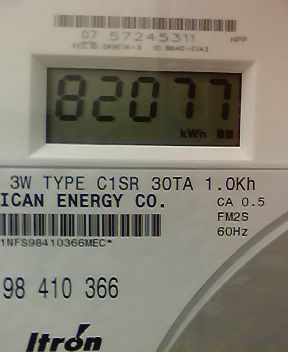 07 57245311
82077
kWh
3W TYPE C1SR 30TA 1.0Kh
ICAN ENERGY CO.
CA 0.5
FM2S
60Hz
1NFS98410366MEC*
98 410 366
Itron